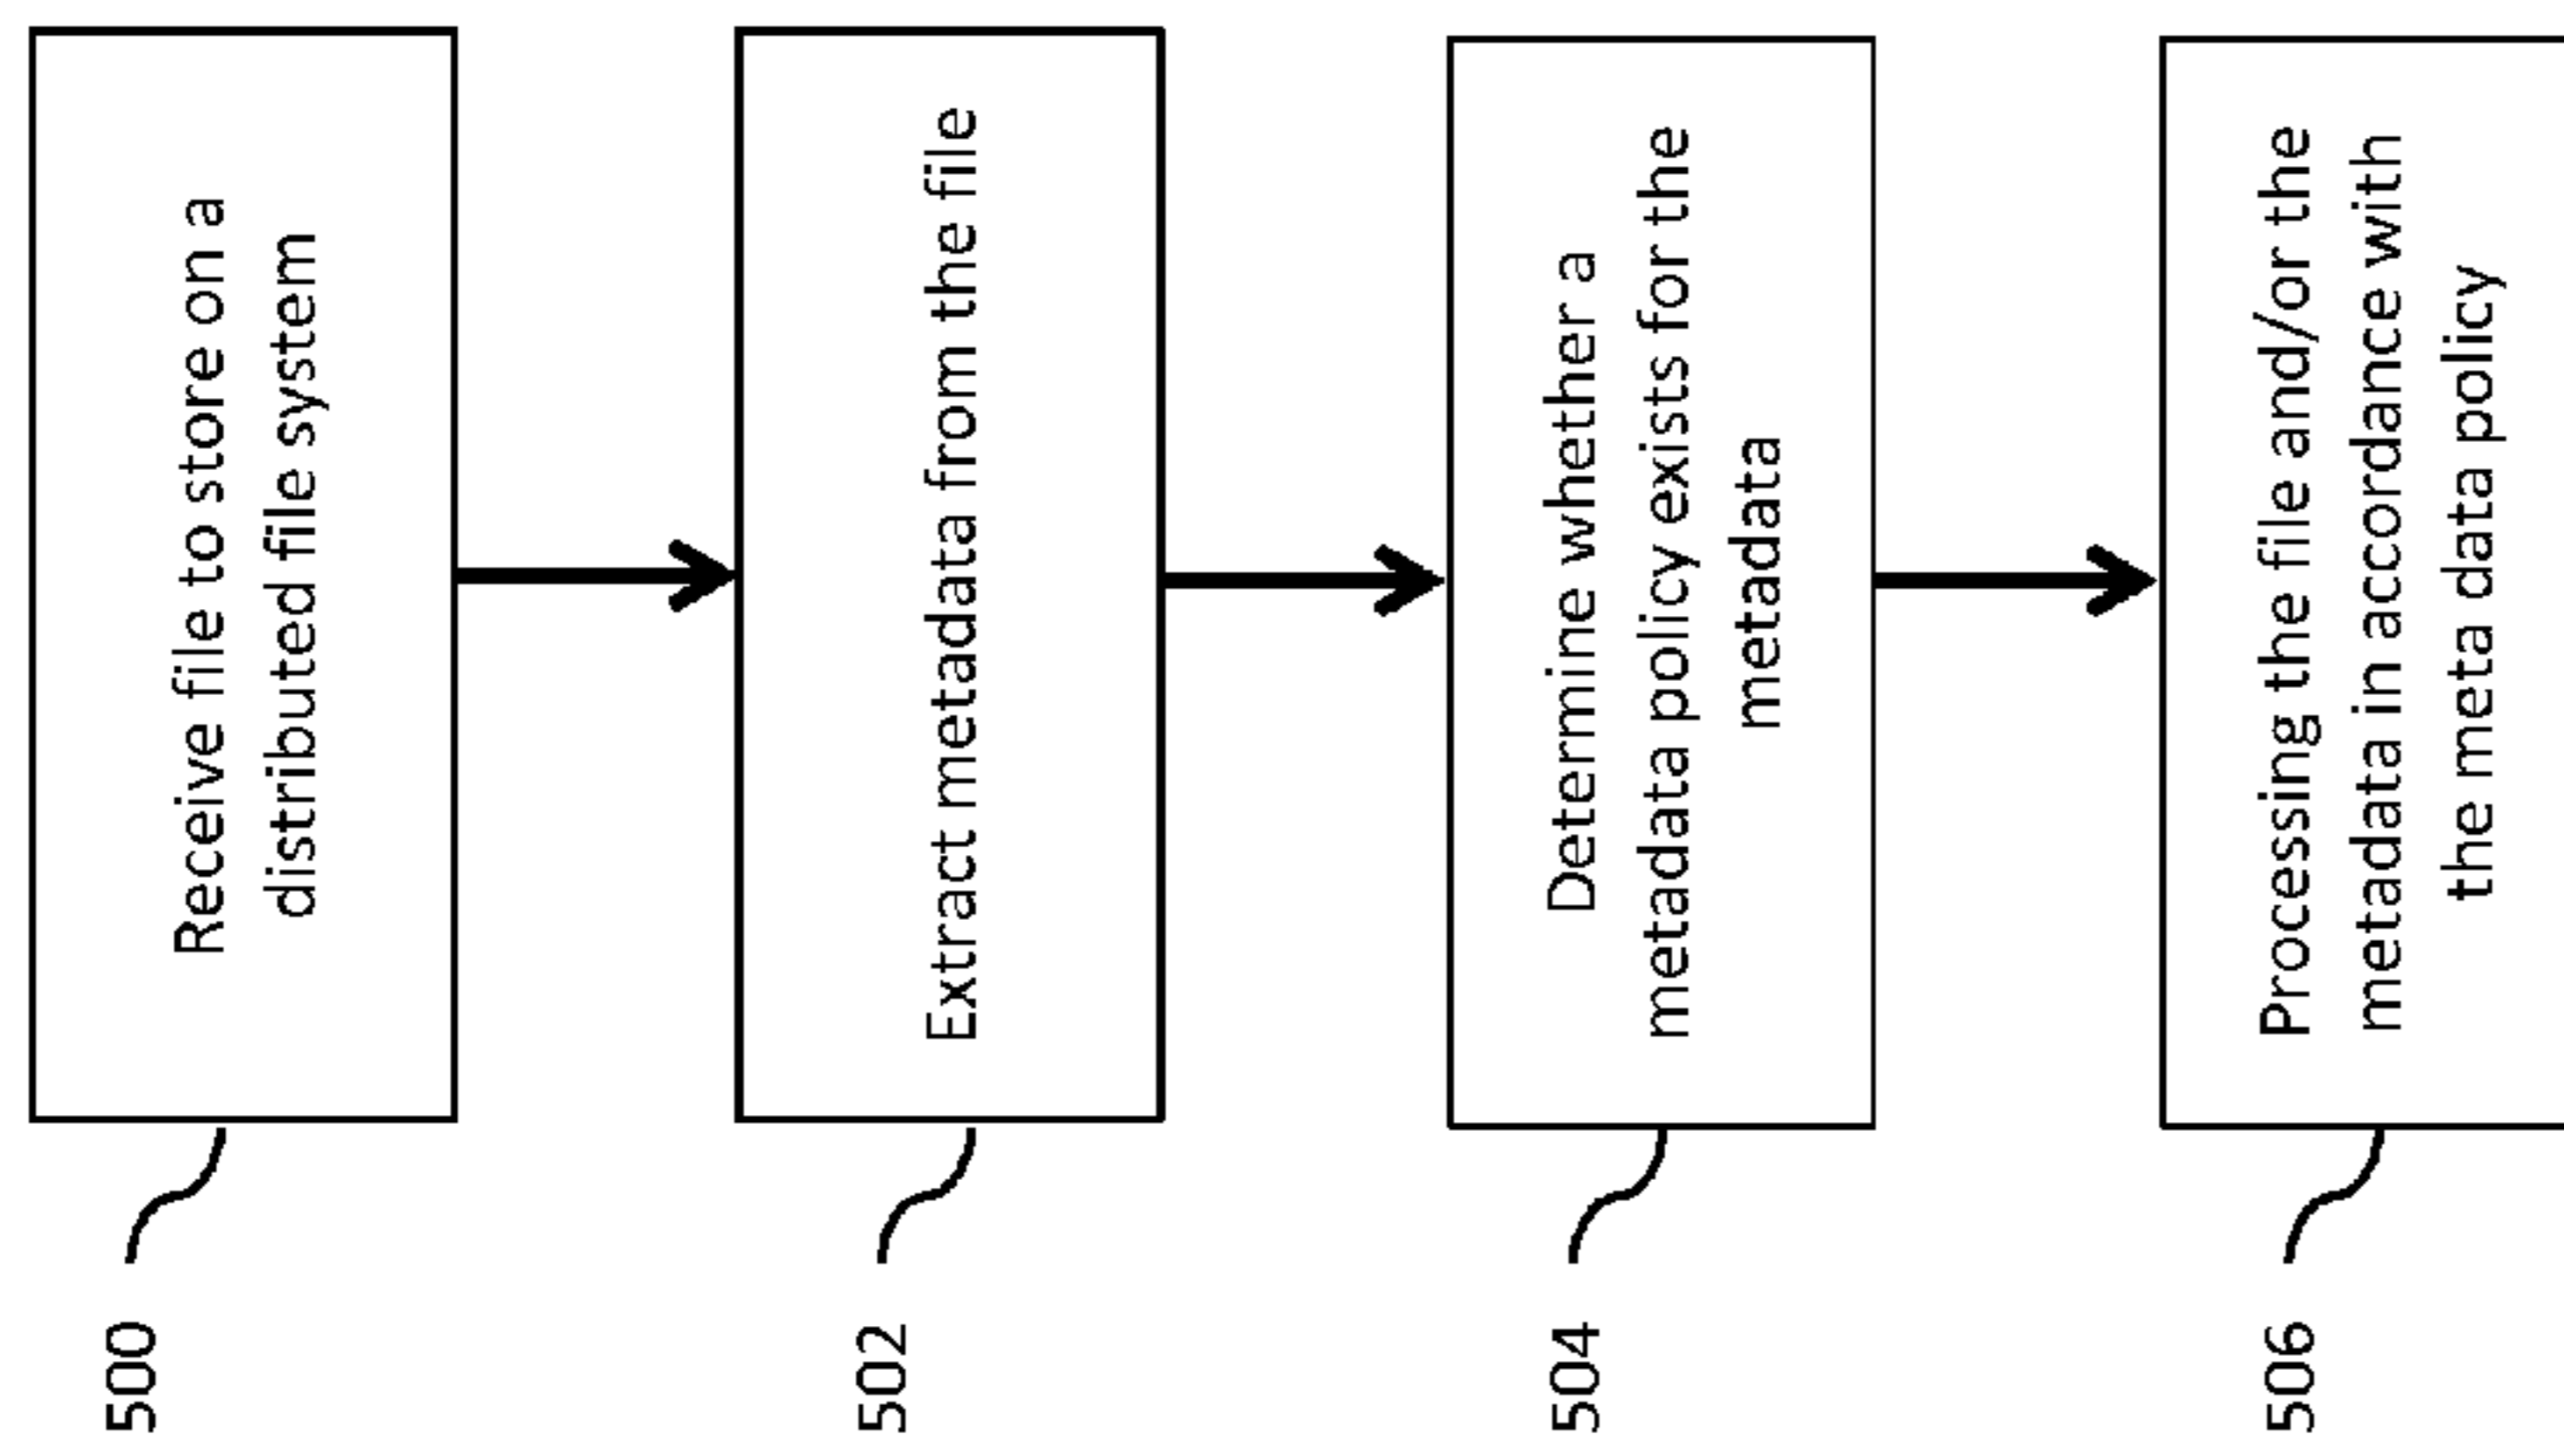 500
Receive file to store on a
distributed file system
502
Extract metadata from the file
504
Determine whether a
metadata policy exists for the
metadata
506
Processing the file and/or the
metadata in accordance with
the meta data policy